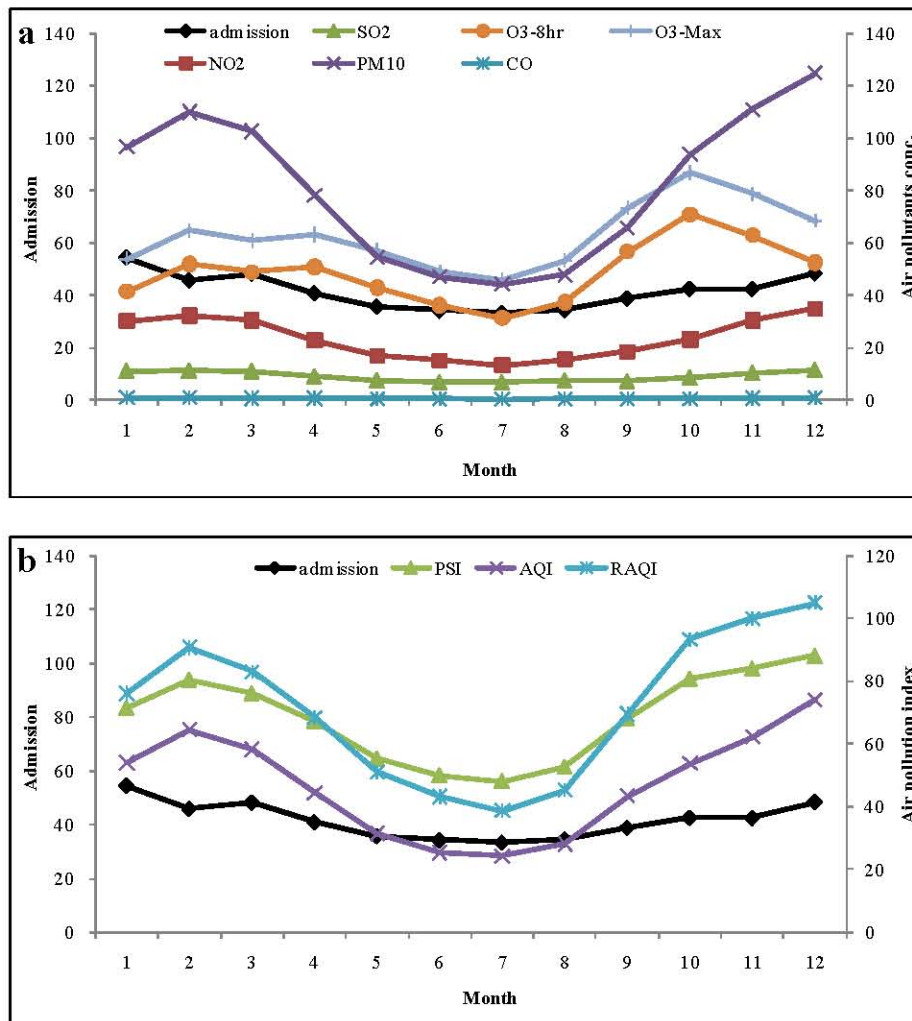 a
admission SO2 O3-8hr O3-Max
NO2 PM10 CO
140 140
120 120
100 100
80 80
60 60
40 40
20 20
0 0
Admission
Air pollutants conc.
1 2 3 4 5 6 7 8 9 10 11 12
Month
b
admission PSI AQI RAQI
140 120
120 100
100 80
80 60
60 40
40 20
20 0
0
Admission
Air pollution index
1 2 3 4 5 6 7 8 9 10 11 12
Month